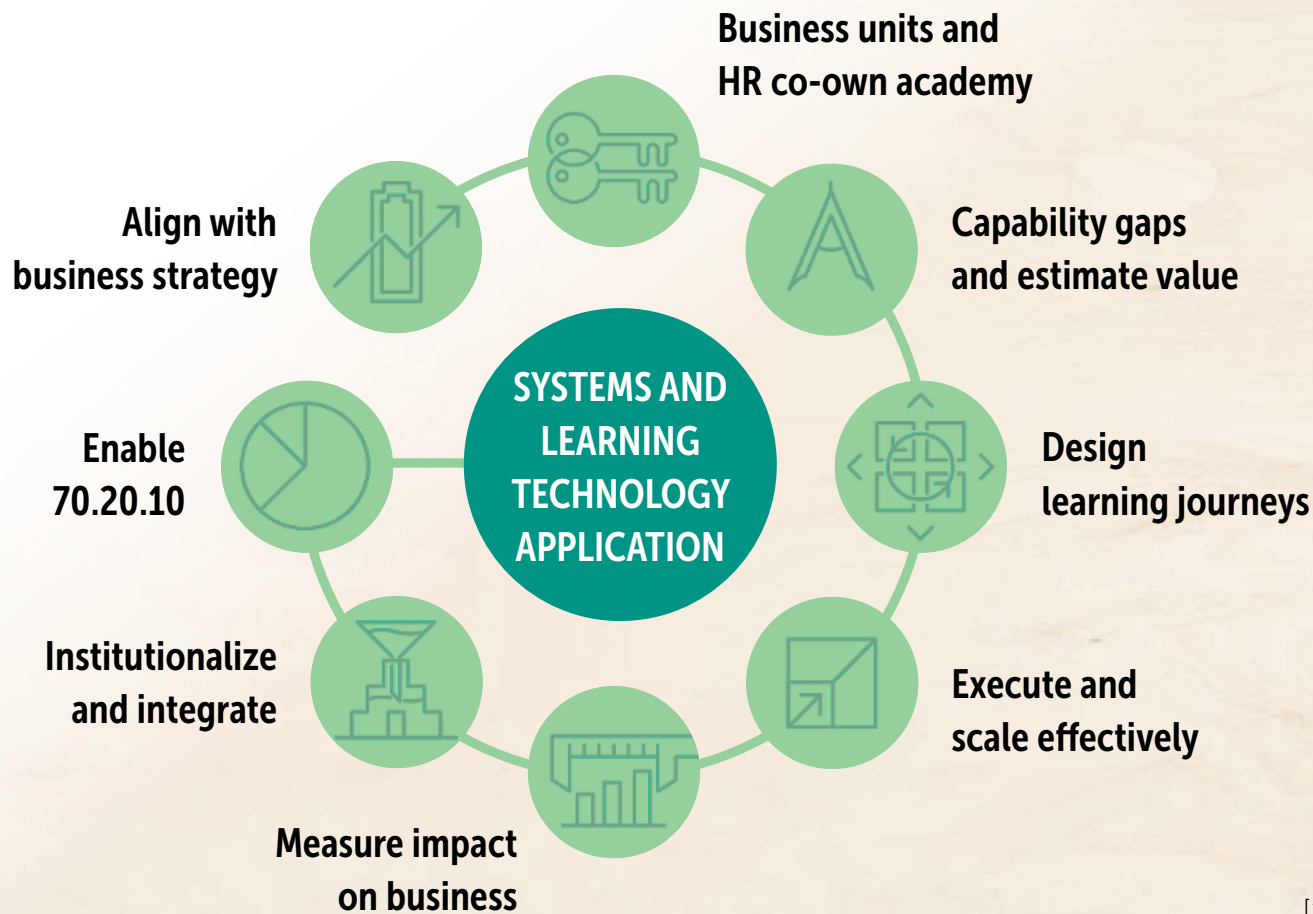 Business units and
HR co-own academy
Align with
business strategy
Capability gaps
and estimate value
SYSTEMS AND
LEARNING
TECHNOLOGY
APPLICATION
Enable
70.20.10
Design
learning journeys
Institutionalize
and integrate
Execute and
scale effectively
Measure impact
on business
[